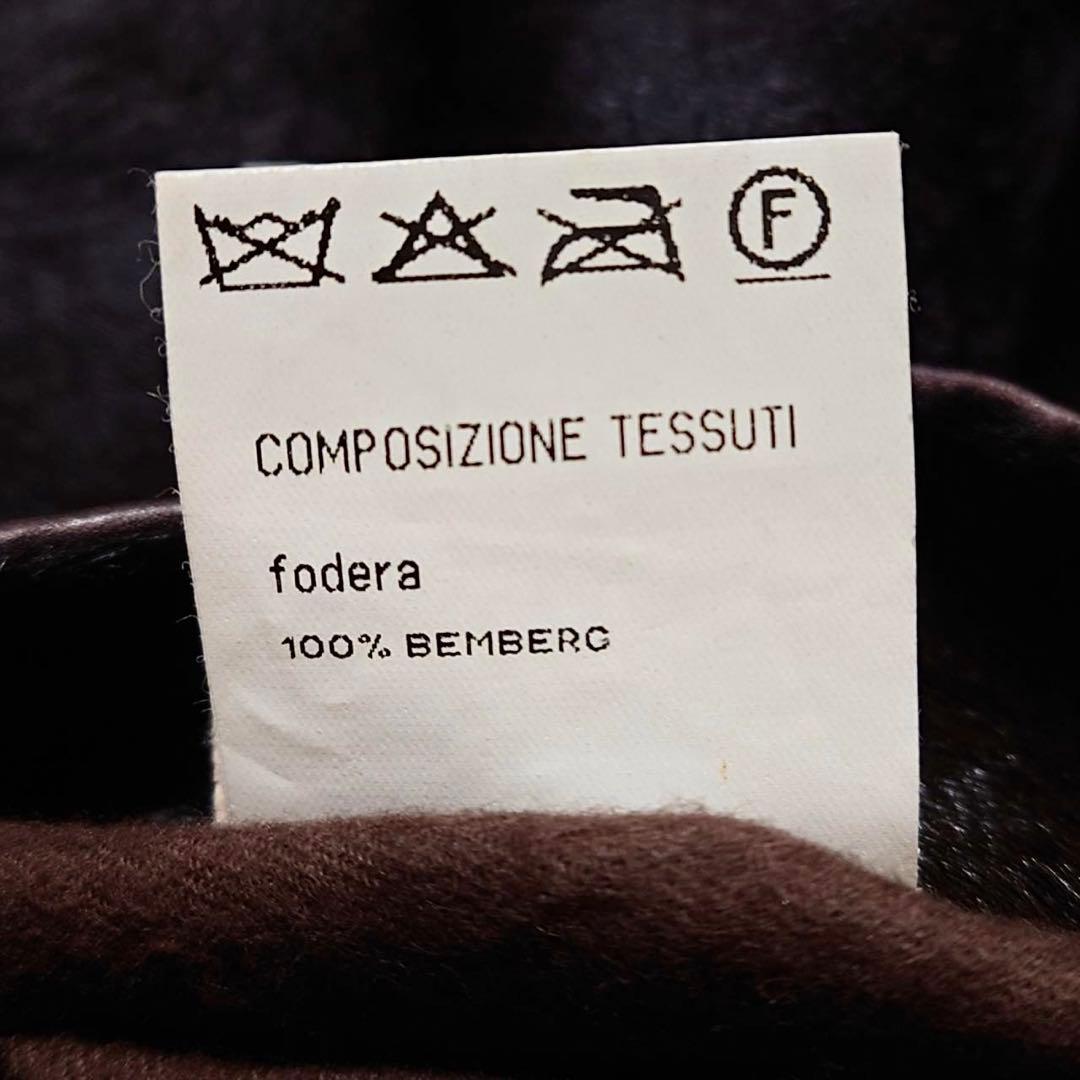 F
COMPOSIZIONE TESSUTI
fodera
100% BEMBERG